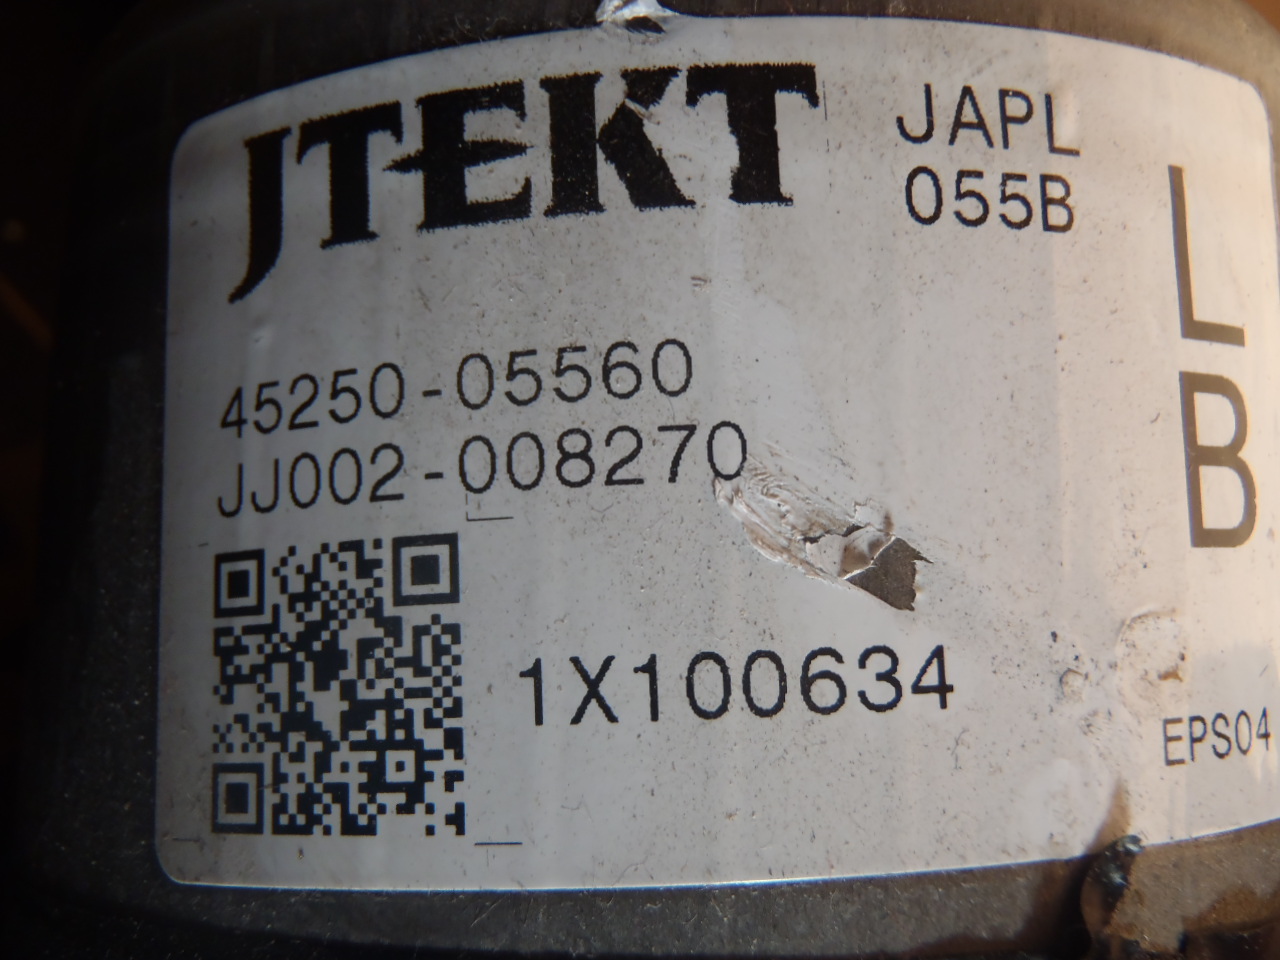 JTEKT
JAPL
055B
L
B
45250-05560
JJ002-008270
1X100634
EPS04